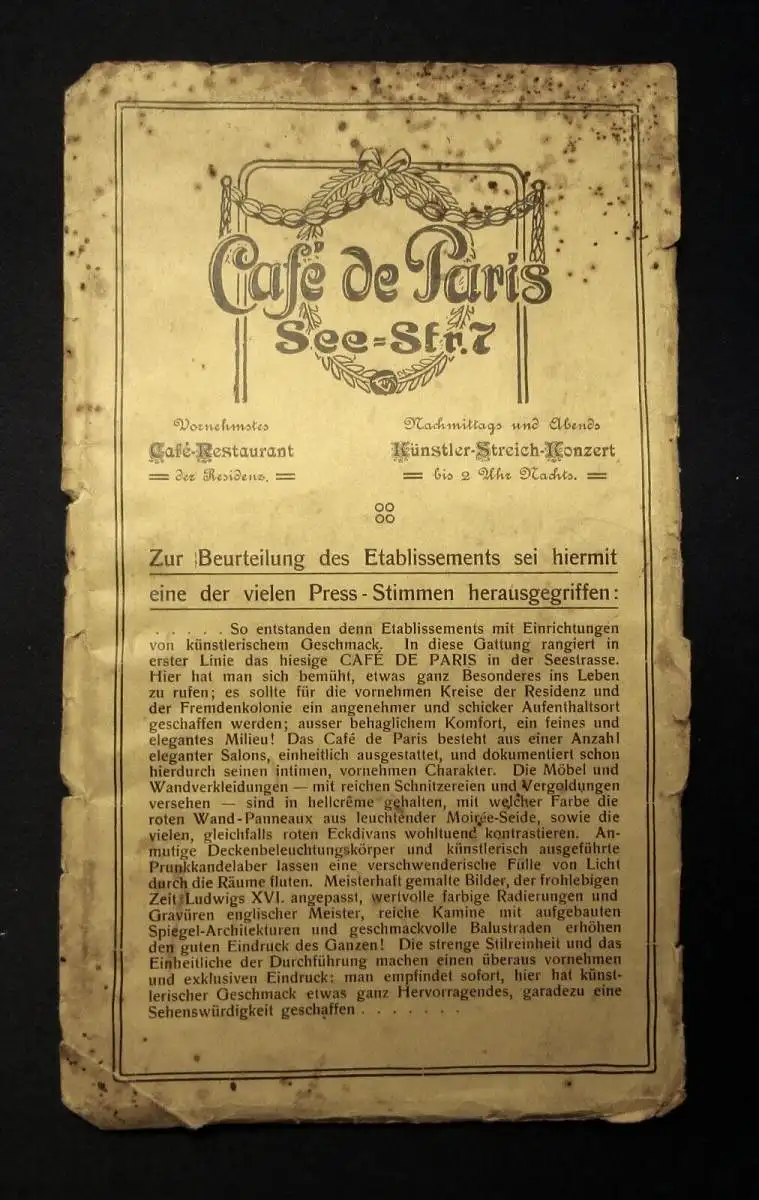 Café de Paris
See=Str. 7
Vornehmstes
Café-Restaurant
der Residenz.
Nachmittags und Abends
Künstler-Streich-Konzert
bis 2 Uhr Nachts.
Zur Beurteilung des Etablissements sei hiermit
eine der vielen Press-Stimmen herausgegriffen:
. . . . . So entstanden denn Etablissements mit Einrichtungen
von künstlerischem Geschmack. In diese Gattung rangiert in
erster Linie das hiesige CAFÉ DE PARIS in der Seestrasse.
Hier hat man sich bemüht, etwas ganz Besonderes ins Leben
zu rufen; es sollte für die vornehmen Kreise der Residenz und
der Fremdenkolonie ein angenehmer und schicker Aufenthaltsort
geschaffen werden; ausser behaglichem Komfort, ein feines und
elegantes Milieu! Das Café de Paris besteht aus einer Anzahl
eleganter Salons, einheitlich ausgestattet, und dokumentiert schon
hierdurch seinen intimen, vornehmen Charakter. Die Möbel und
Wandverkleidungen — mit reichen Schnitzereien und Vergoldungen
versehen — sind in hellcrême gehalten, mit welcher Farbe die
roten Wand-Panneaux aus leuchtender Moirée-Seide, sowie die
vielen, gleichfalls roten Eckdivans wohltuend kontrastieren. An-
mutige Deckenbeleuchtungskörper und künstlerisch ausgeführte
Prunkkandelaber lassen eine verschwenderische Fülle von Licht
durch die Räume fluten. Meisterhaft gemalte Bilder, der frohlebigen
Zeit Ludwigs XVI. angepasst, wertvolle farbige Radierungen und
Gravüren englischer Meister, reiche Kamine mit aufgebauten
Spiegel-Architekturen und geschmackvolle Balustraden erhöhen
den guten Eindruck des Ganzen! Die strenge Stilreinheit und das
Einheitliche der Durchführung machen einen überaus vornehmen
und exklusiven Eindruck: man empfindet sofort, hier hat künst-
lerischer Geschmack etwas ganz Hervorragendes, garadezu eine
Sehenswürdigkeit geschaffen . . . . . . .